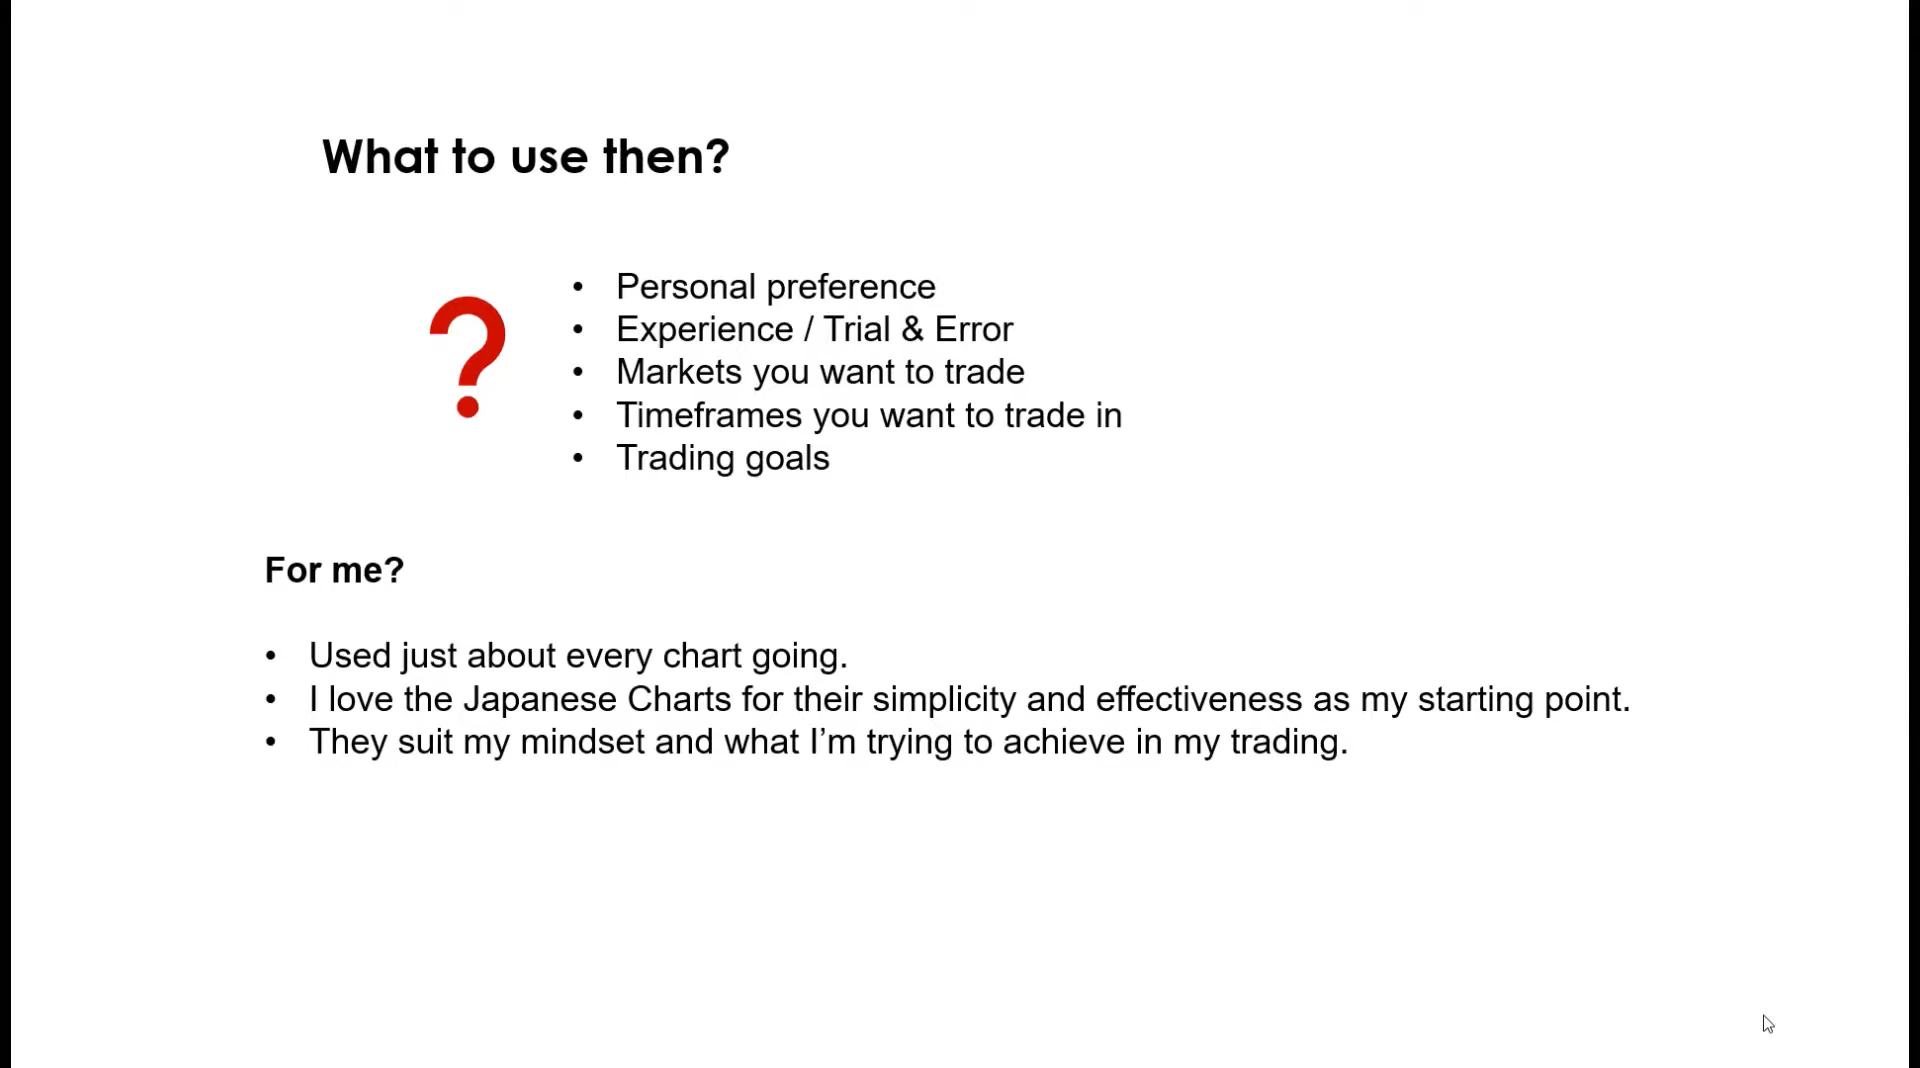 What to use then?
?
• Personal preference
• Experience / Trial & Error
• Markets you want to trade
• Timeframes you want to trade in
• Trading goals
For me?
• Used just about every chart going.
• I love the Japanese Charts for their simplicity and effectiveness as my starting point.
• They suit my mindset and what I’m trying to achieve in my trading.